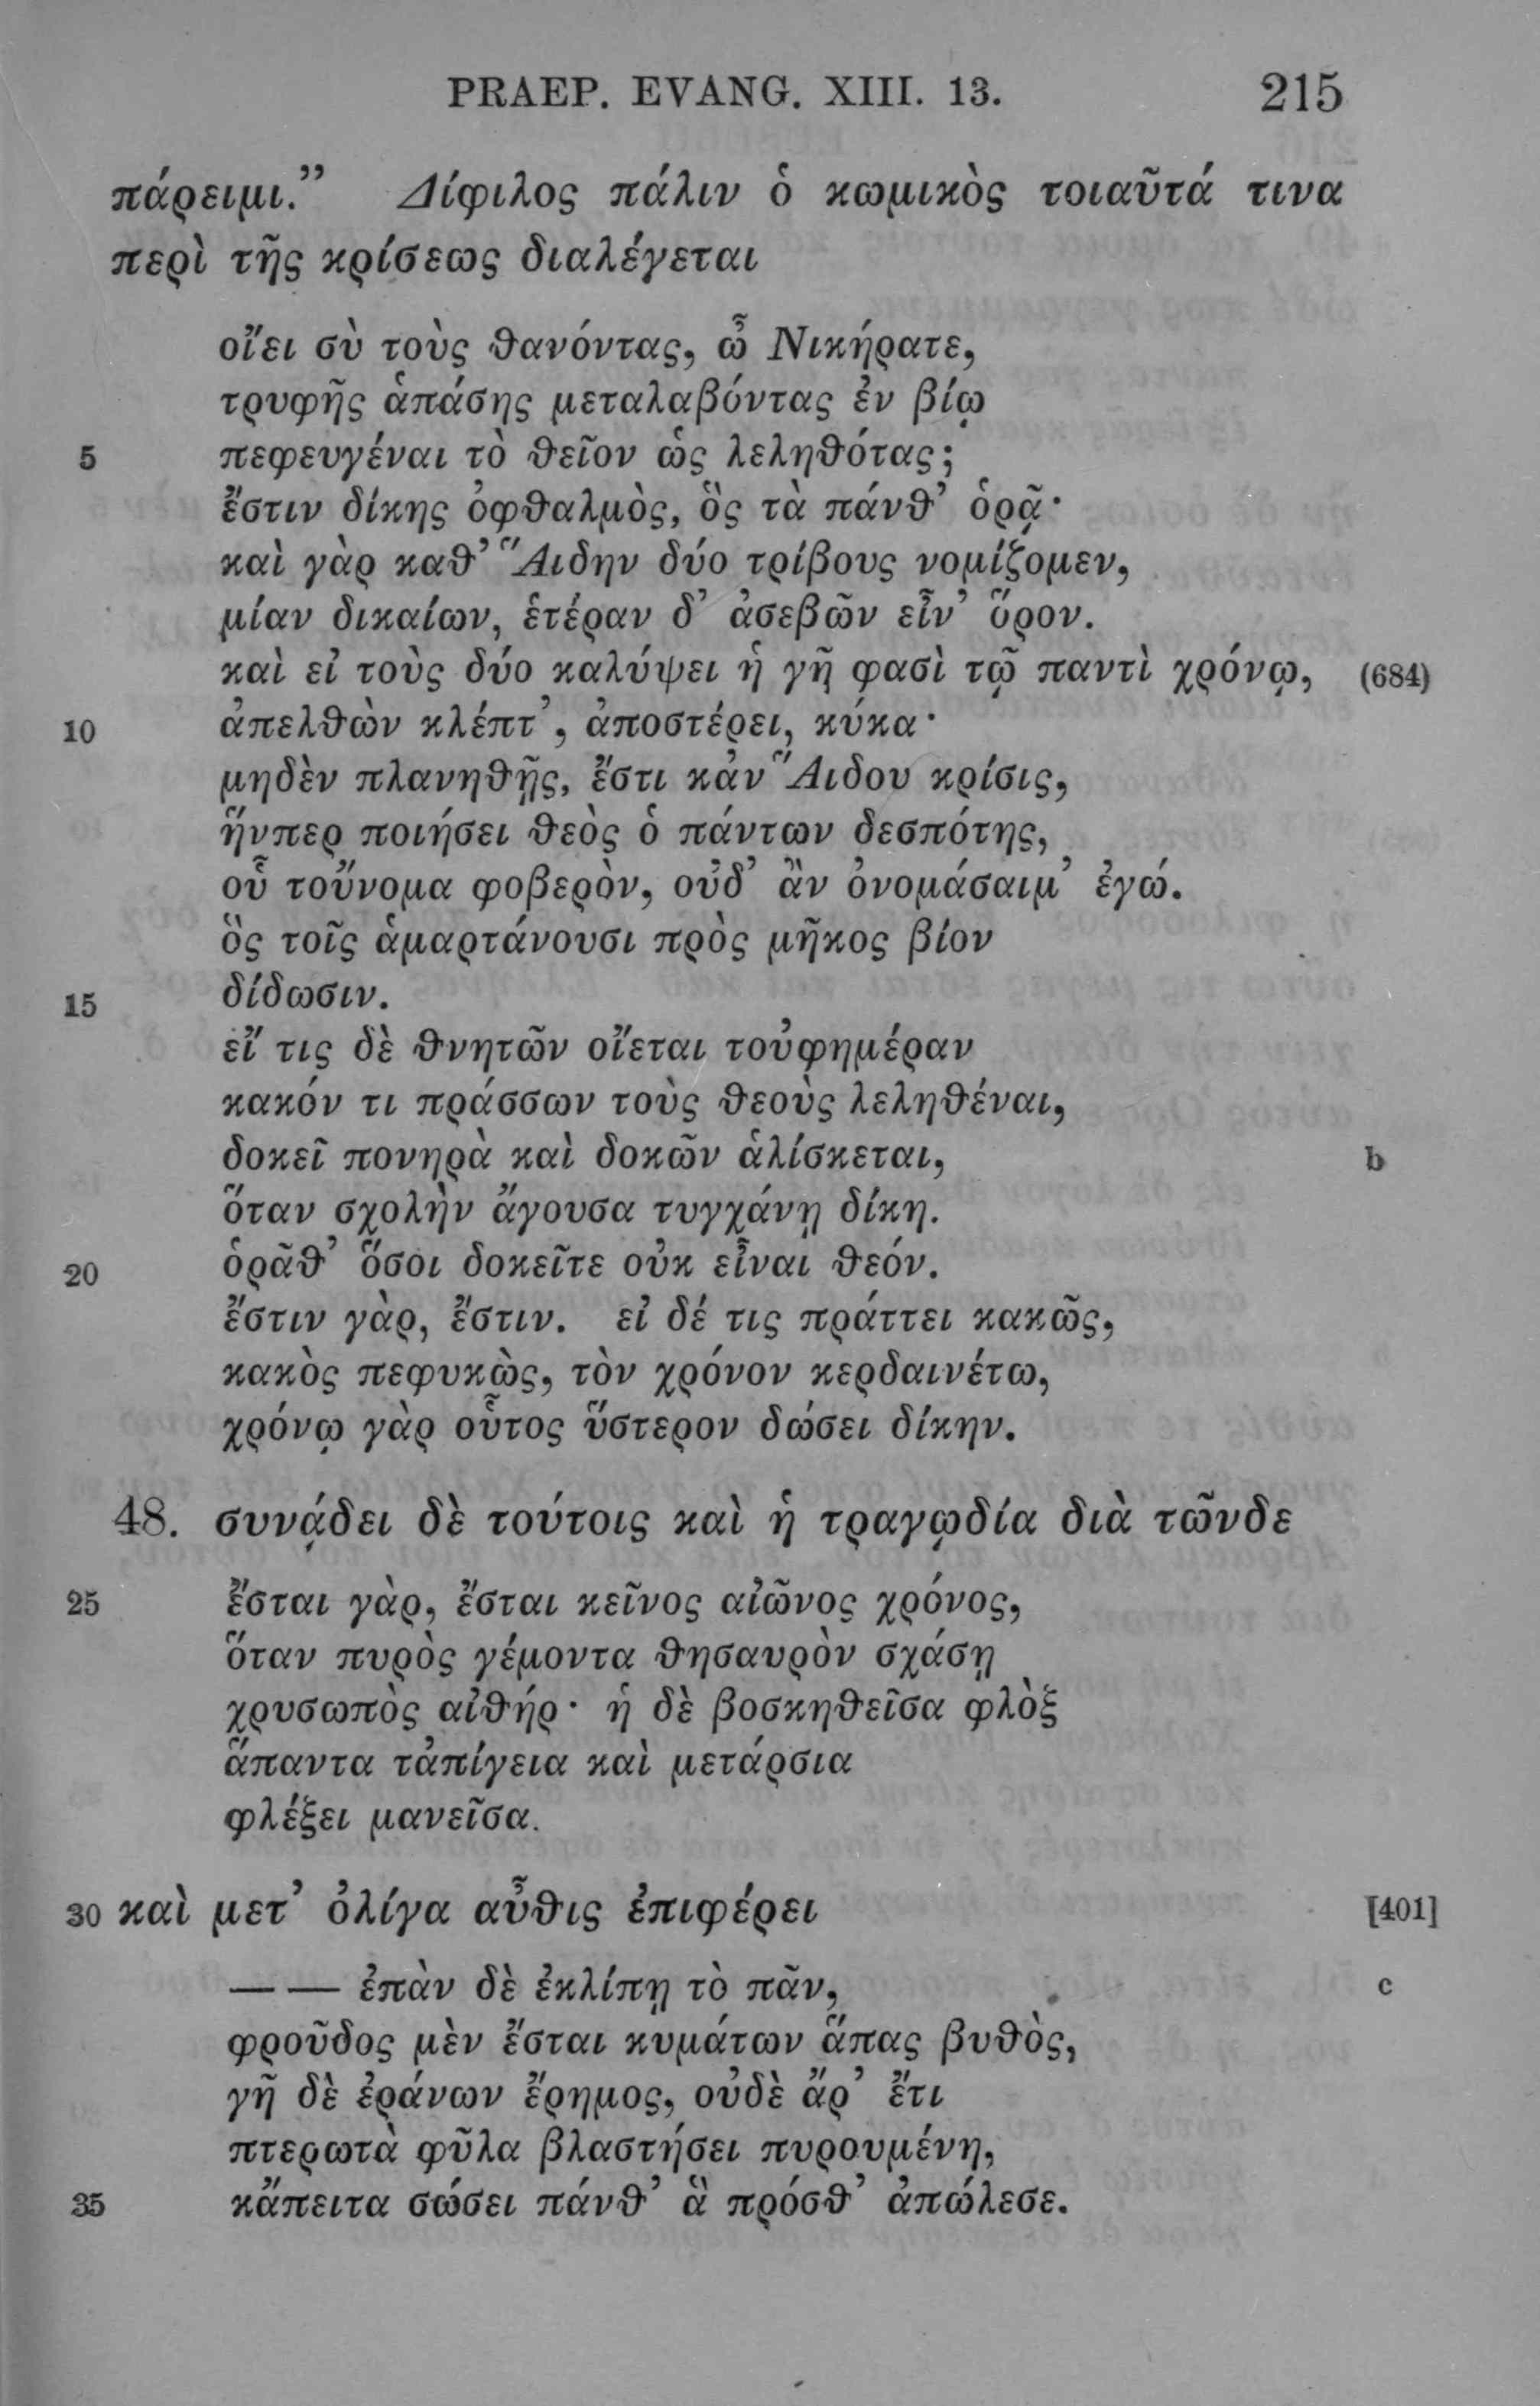 PRAEP. EVANG. XIII. 13. 215
πάρειμι.” Δίφιλος πάλιν ὁ κωμικὸς τοιαῦτά τινα
περὶ τῆς κρίσεως διαλέγεται
οἴει σὺ τοὺς θανόντας, ὦ Νικήρατε,
τρυφῆς ἁπάσης μεταλαβόντας ἐν βίῳ
5 πεφευγέναι τὸ θεῖον ὡς λεληθότας;
ἔστιν δίκης ὀφθαλμὸς, ὃς τὰ πάνθ’ ὁρᾷ·
καὶ γὰρ καθ’ Ἅιδην δύο τρίβους νομίζομεν,
μίαν δικαίων, ἑτέραν δ’ ἀσεβῶν εἶν’ ὅρον.
καὶ εἰ τοὺς δύο καλύψει ἡ γῆ φασὶ τῷ παντὶ χρόνῳ, (684)
10 ἀπελθὼν κλέπτ’, ἀποστέρει, κύκα·
μηδὲν πλανηθῇς, ἔστι κἀν Ἅιδου κρίσις,
ἥνπερ ποιήσει θεὸς ὁ πάντων δεσπότης,
οὗ τοὔνομα φοβερὸν, οὐδ’ ἂν ὀνομάσαιμ’ ἐγώ.
ὃς τοῖς ἁμαρτάνουσι πρὸς μῆκος βίον
15 δίδωσιν.
εἴ τις δὲ θνητῶν οἴεται τοὐφημέραν
κακόν τι πράσσων τοὺς θεοὺς λεληθέναι,
δοκεῖ πονηρὰ καὶ δοκῶν ἁλίσκεται, b
ὅταν σχολὴν ἄγουσα τυγχάνῃ δίκη.
20 ὁρᾶθ’ ὅσοι δοκεῖτε οὐκ εἶναι θεόν.
ἔστιν γὰρ, ἔστιν. εἰ δέ τις πράττει κακῶς,
κακὸς πεφυκὼς, τὸν χρόνον κερδαινέτω,
χρόνῳ γὰρ οὗτος ὕστερον δώσει δίκην.
48. συνᾴδει δὲ τούτοις καὶ ἡ τραγῳδία διὰ τῶνδε
25 ἔσται γὰρ, ἔσται κεῖνος αἰῶνος χρόνος,
ὅταν πυρὸς γέμοντα θησαυρὸν σχάσῃ
χρυσωπὸς αἰθήρ· ἡ δὲ βοσκηθεῖσα φλὸξ
ἅπαντα τἀπίγεια καὶ μετάρσια
φλέξει μανεῖσα.
30 καὶ μετ’ ὀλίγα αὖθις ἐπιφέρει [401]
— — ἐπὰν δὲ ἐκλίπῃ τὸ πᾶν, c
φροῦδος μὲν ἔσται κυμάτων ἅπας βυθὸς,
γῆ δὲ ἑράνων ἔρημος, οὐδὲ ἄρ’ ἔτι
πτερωτὰ φῦλα βλαστήσει πυρουμένη,
35 κἄπειτα σώσει πάνθ’ ἃ πρόσθ’ ἀπώλεσε.